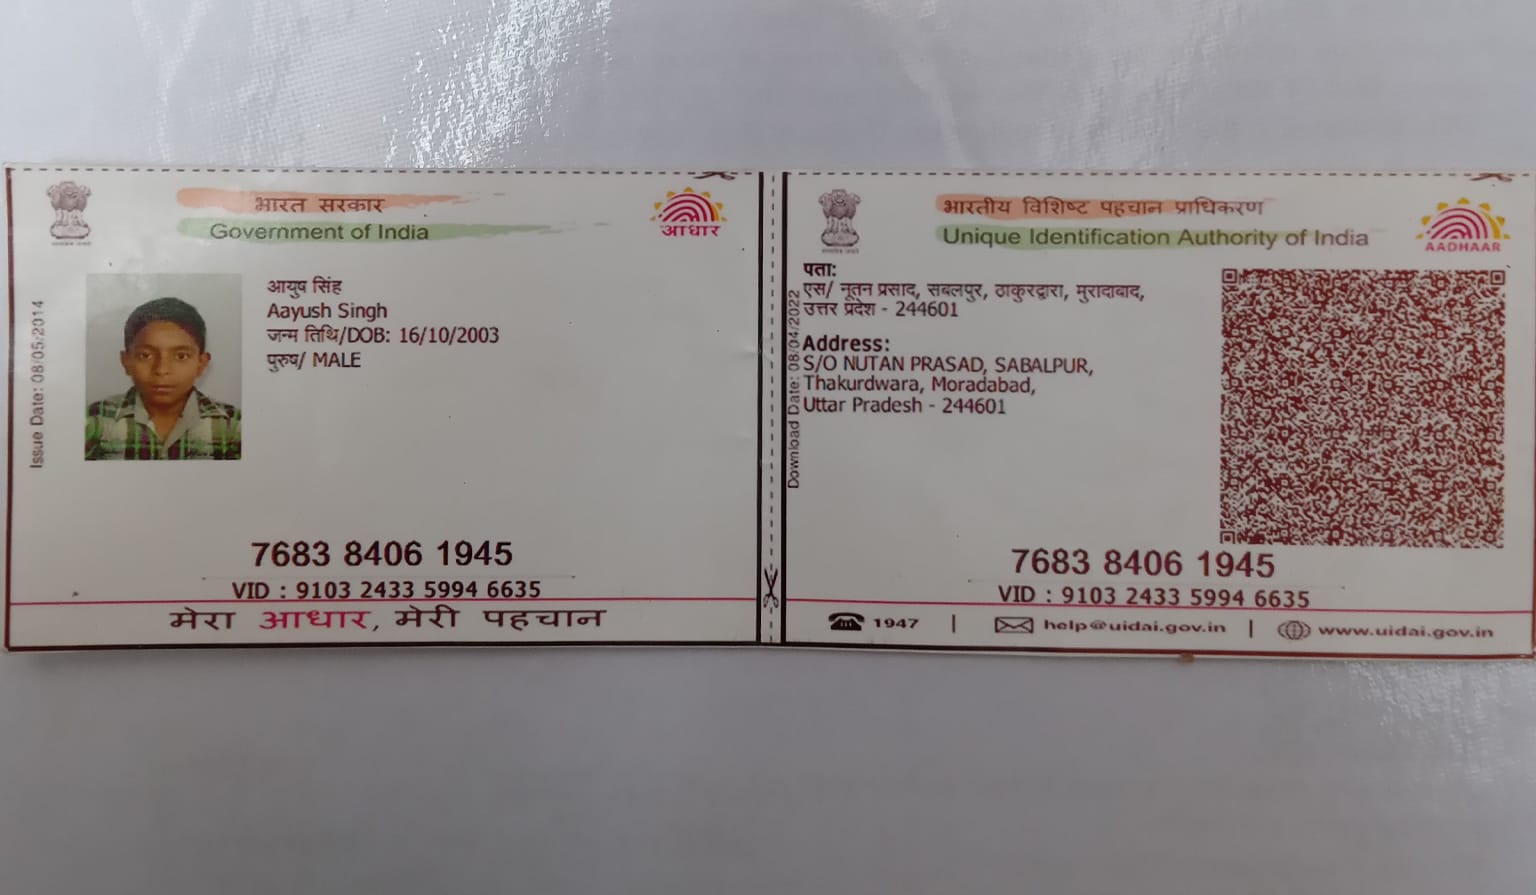 भारत सरकार
Government of India
आधार
Issue Date: 08/05/2014
आयुष सिंह
Aayush Singh
जन्म तिथि/DOB: 16/10/2003
पुरुष/ MALE
7683 8406 1945
VID : 9103 2433 5994 6635
मेरा आधार, मेरी पहचान
भारतीय विशिष्ट पहचान प्राधिकरण
Unique Identification Authority of India
AADHAAR
Download Date: 08/04/2022
पता:
एस/ नूतन प्रसाद, सबलपुर, ठाकुरद्वारा, मुरादाबाद,
उत्तर प्रदेश - 244601
Address:
S/O NUTAN PRASAD, SABALPUR,
Thakurdwara, Moradabad,
Uttar Pradesh - 244601
7683 8406 1945
VID : 9103 2433 5994 6635
1947 | help@uidai.gov.in | www.uidai.gov.in